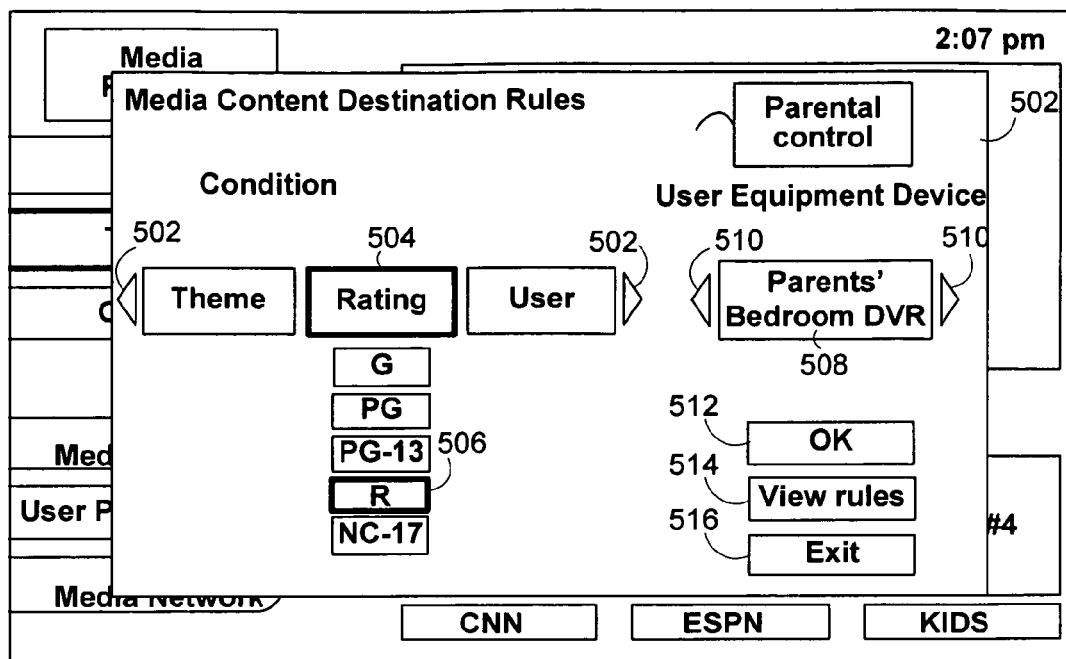 2:07 pm
Media
Media Content Destination Rules
Parental
control
502
Condition
User Equipment Device
502
504
502
510
510
Theme
Rating
User
Parents'
Bedroom DVR
508
G
PG
PG-13
506
R
NC-17
512
OK
514
View rules
516
Exit
Med
User P
#4
Media Network
CNN
ESPN
KIDS